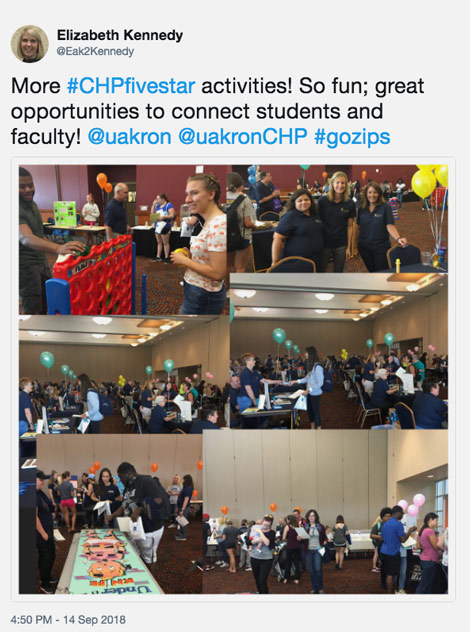 Elizabeth Kennedy
@Eak2Kennedy
More #CHPfivestar activities! So fun; great
opportunities to connect students and
faculty! @uakron @uakronCHP #gozips
4:50 PM - 14 Sep 2018